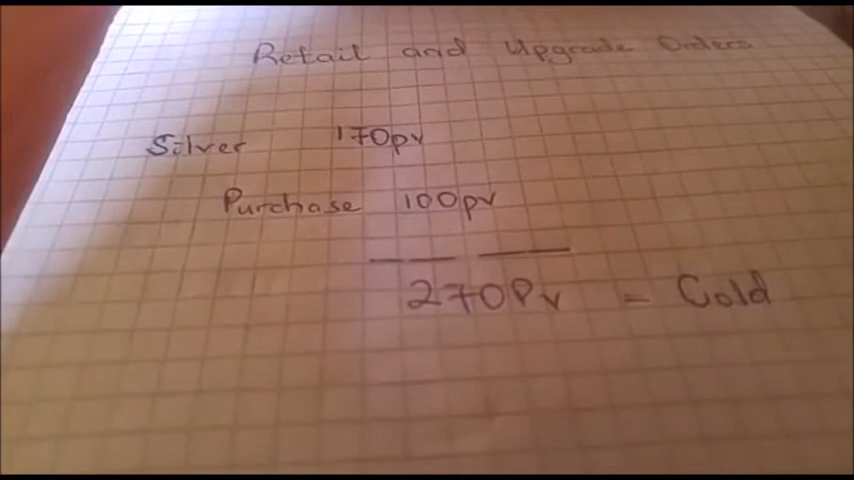 Retail and Upgrade Orders
Silver 170pv
Purchase 100pv
270Pv - Gold